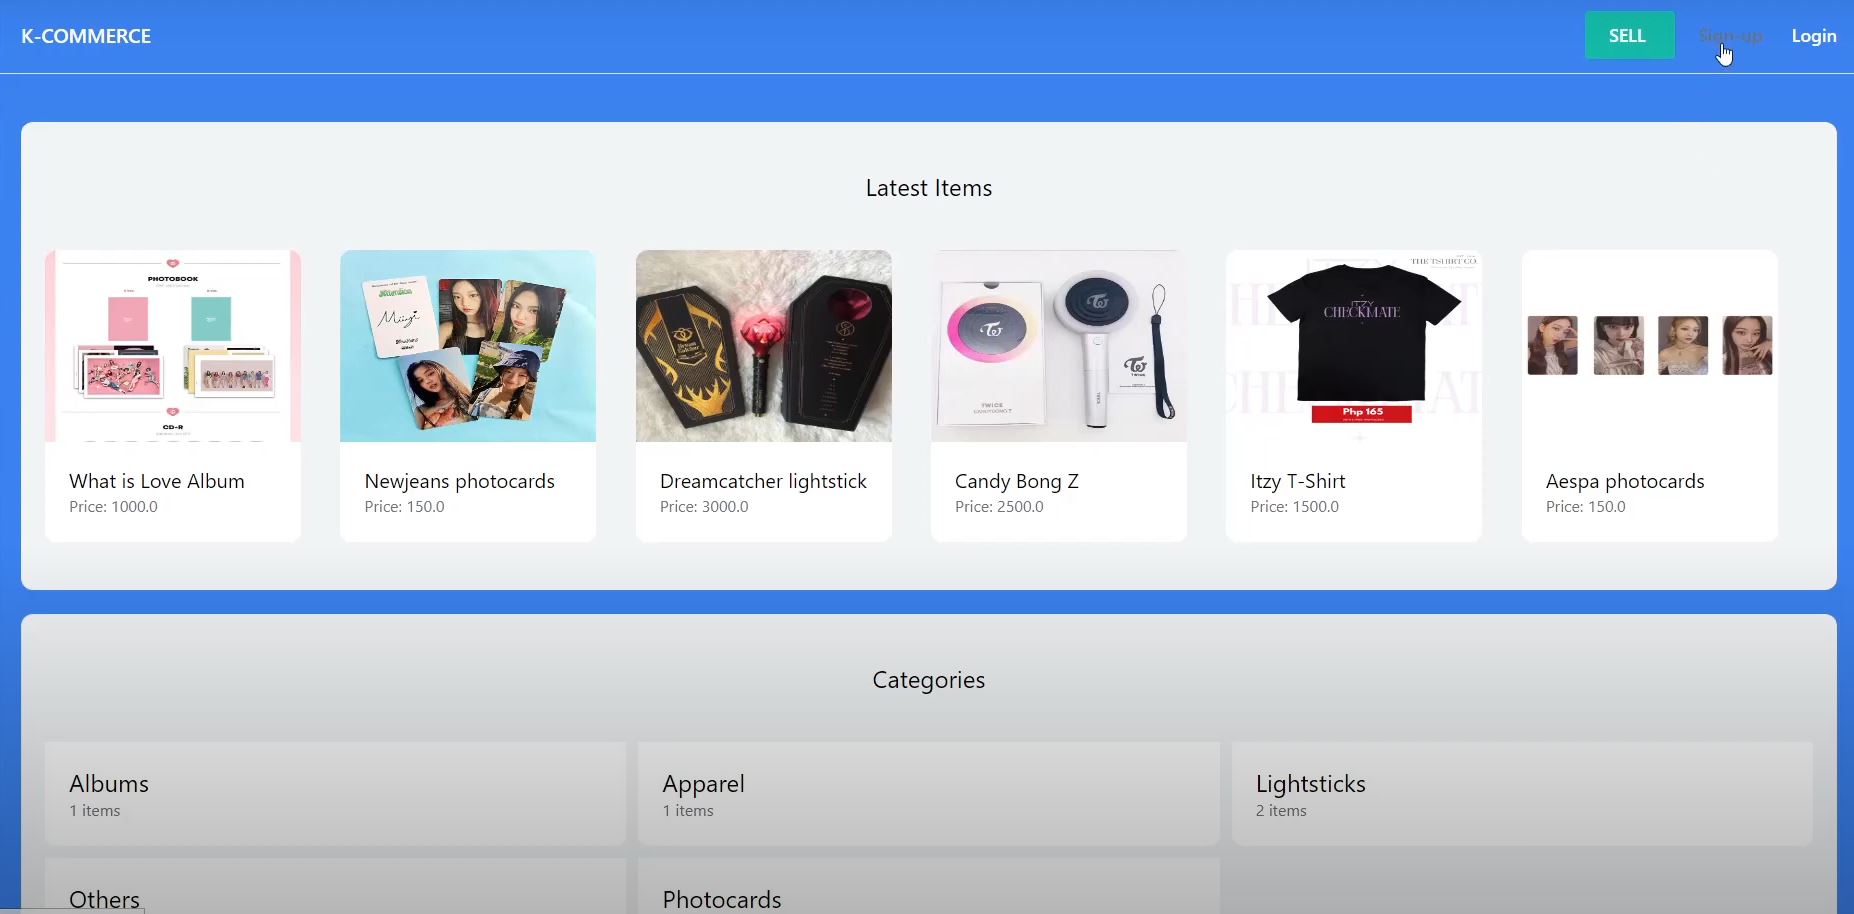 K-COMMERCE
SELL
Sign-up
Login
Latest Items
PHOTOBOOK
CD-R
THE TSHIRT CO.
ITZY
CHECKMATE
Php 165
TWICE
What is Love Album
Price: 1000.0
Newjeans photocards
Price: 150.0
Dreamcatcher lightstick
Price: 3000.0
Candy Bong Z
Price: 2500.0
Itzy T-Shirt
Price: 1500.0
Aespa photocards
Price: 150.0
Categories
Albums
1 items
Apparel
1 items
Lightsticks
2 items
Others
Photocards